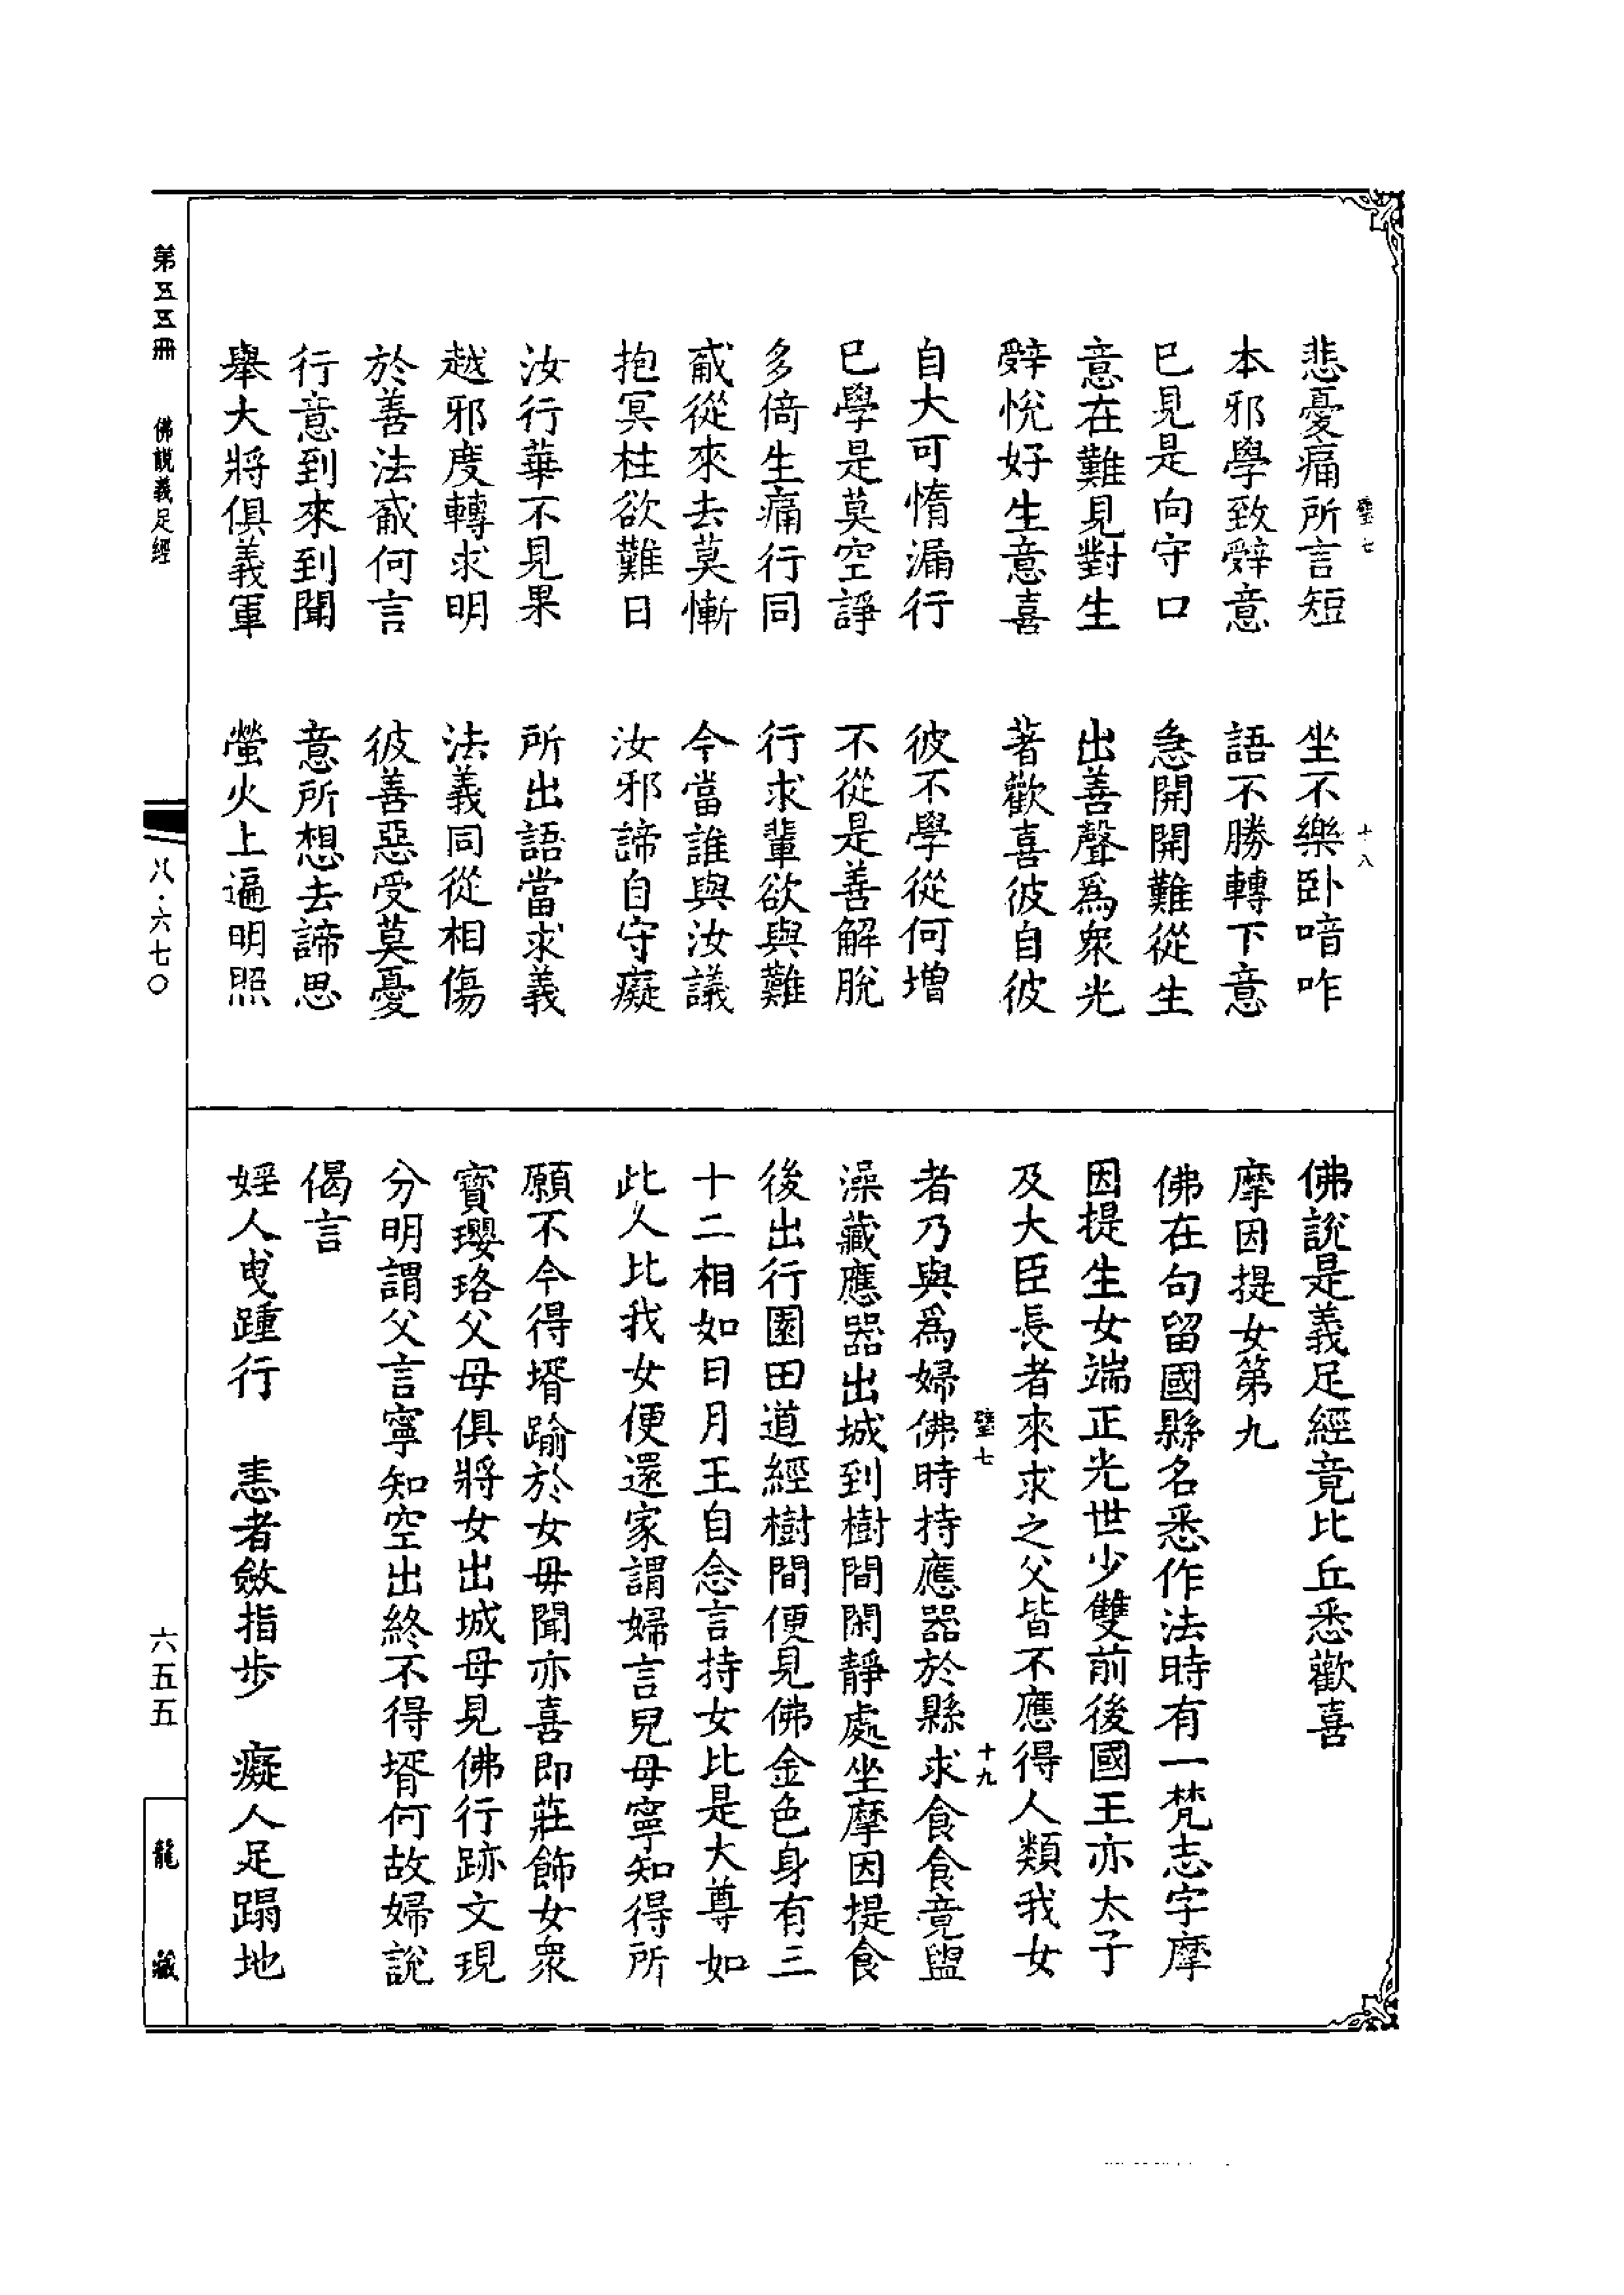 悲憂痛所言短　坐不樂卧喑咋
璧七　十八
本邪學致辤意　語不勝轉下意
已見是向守口　急開開難從生
意在難見對生　出善聲爲衆光
辤悅好生意喜　著歡喜彼自彼
自大可惰漏行　彼不學從何增
已學是莫空諍　不從是善解脫
多倚生痛行同　行求輩欲與難
烕從來去莫慚　今當誰與汝議
抱冥柱欲難日　汝邪諦自守癡
汝行華不見果　所出語當求義
越邪度轉求明　法義同從相傷
於善法烕何言　彼善惡受莫憂
行意到來到聞　意所想去諦思
舉大將俱義軍　螢火上遍明照
佛說是義足經竟比丘悉歡喜
摩因提女第九
佛在句留國縣名悉作法時有一梵志字摩
因提生女端正光世少雙前後國王亦太子
及大臣長者來求之父皆不應得人類我女
璧七　十九
者乃與爲婦佛時持應器於縣求食食竟盥
澡藏應器出城到樹間閑靜處坐摩因提食
後出行園田道經樹間便見佛金色身有三
十二相如日月王自念言持女比是大尊如
此人比我女便還家謂婦言兒母寧知得所
願不今得壻踰於女母聞亦喜即莊飾女衆
寶瓔珞父母俱將女出城母見佛行跡文現
分明謂父言寧知空出終不得壻何故婦說
偈言
婬人曳踵行　恚者斂指步　癡人足蹋地
第五五冊　佛說義足經
八·六七〇
六五五
龍藏